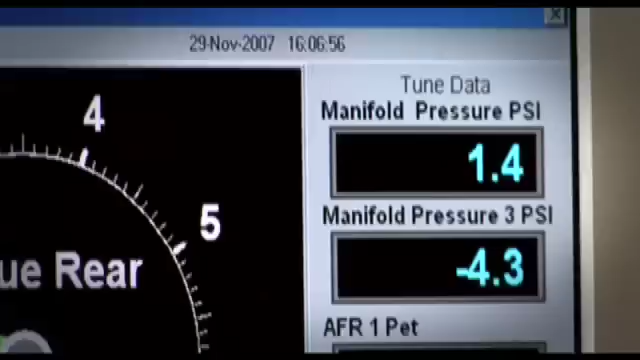 29-Nov-2007 16:06:56
Tune Data
4
Manifold Pressure PSI
1.4
5
Manifold Pressure 3 PSI
ue Rear
-4.3
AFR 1 Pet